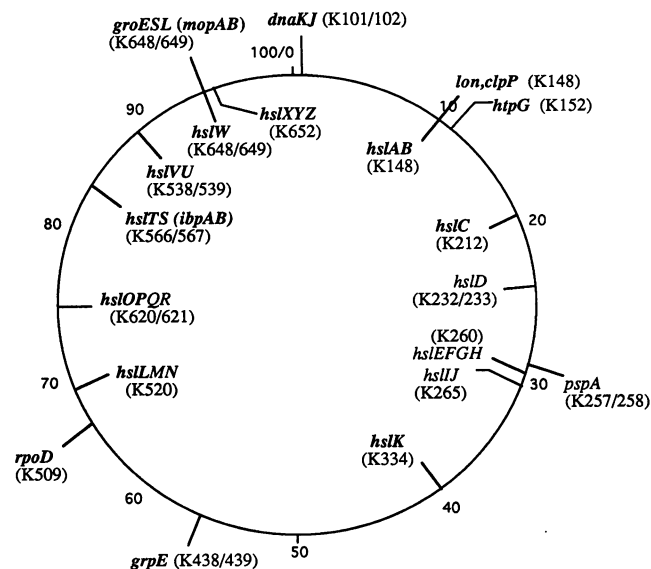 dnaKJ (K101/102)
groESL (mopAB)
(K648/649)
100/0
lon,clpP (K148)
10
htpG (K152)
90
hslXYZ
(K652)
hslW
(K648/649)
hslAB
(K148)
hslVU
(K538/539)
80
hslTS (ibpAB)
(K566/567)
20
hslC
(K212)
hslD
(K232/233)
hslOPQR
(K620/621)
(K260)
hslEFGH
hslIJ
(K265)
30
pspA
(K257/258)
70
hslLMN
(K520)
rpoD
(K509)
hslK
(K334)
60
40
50
grpE (K438/439)